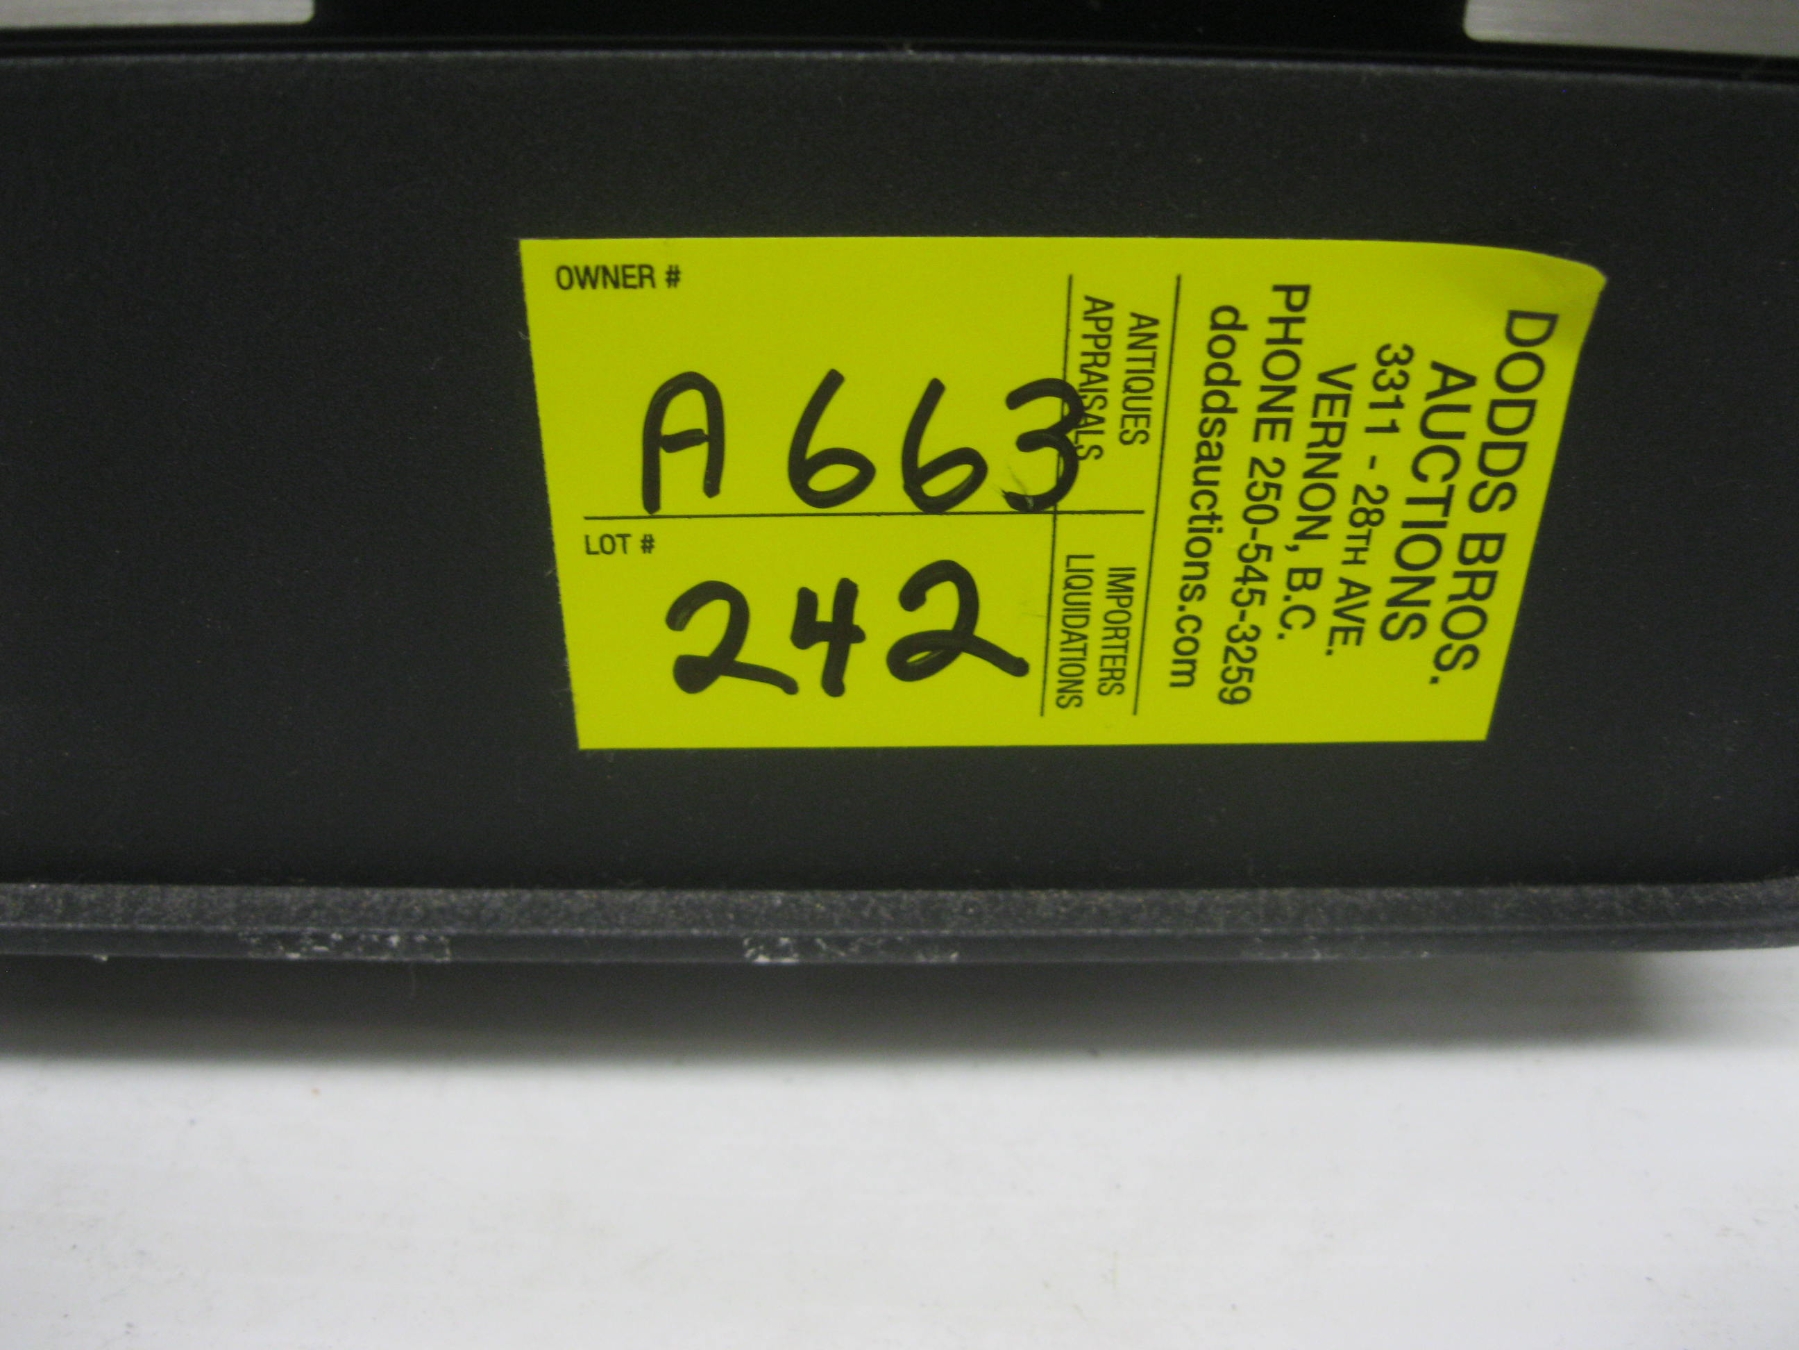 OWNER #
A663
LOT #
242
ANTIQUES
APPRAISALS
IMPORTERS
LIQUIDATIONS
DODDS BROS.
AUCTIONS
3311 - 28TH AVE.
VERNON, B.C.
PHONE 250-545-3259
doddsauctions.com